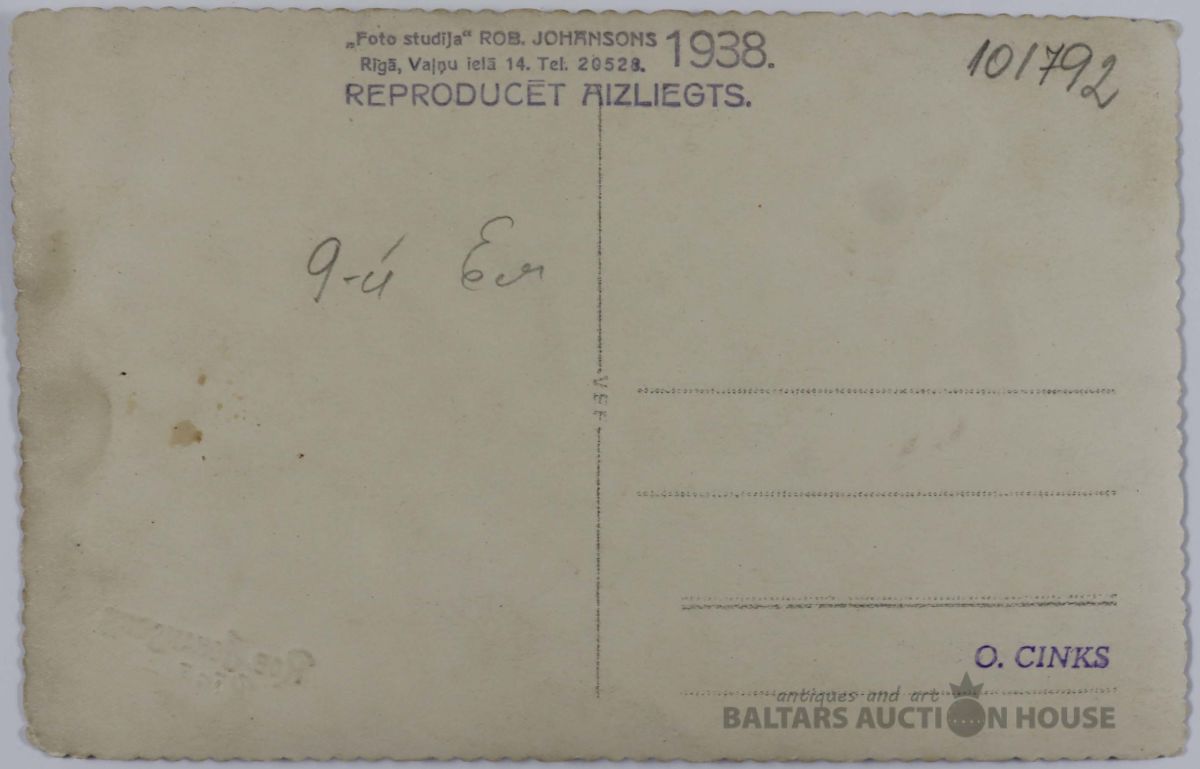 „Foto studija“ ROB. JOHANSONS 1938.
Rīgā, Vaļņu ielā 14. Tel. 20528.
REPRODUCĒT AIZLIEGTS.
101792
VEF
O. CINKS
antiques and art
BALTARS AUCTION HOUSE